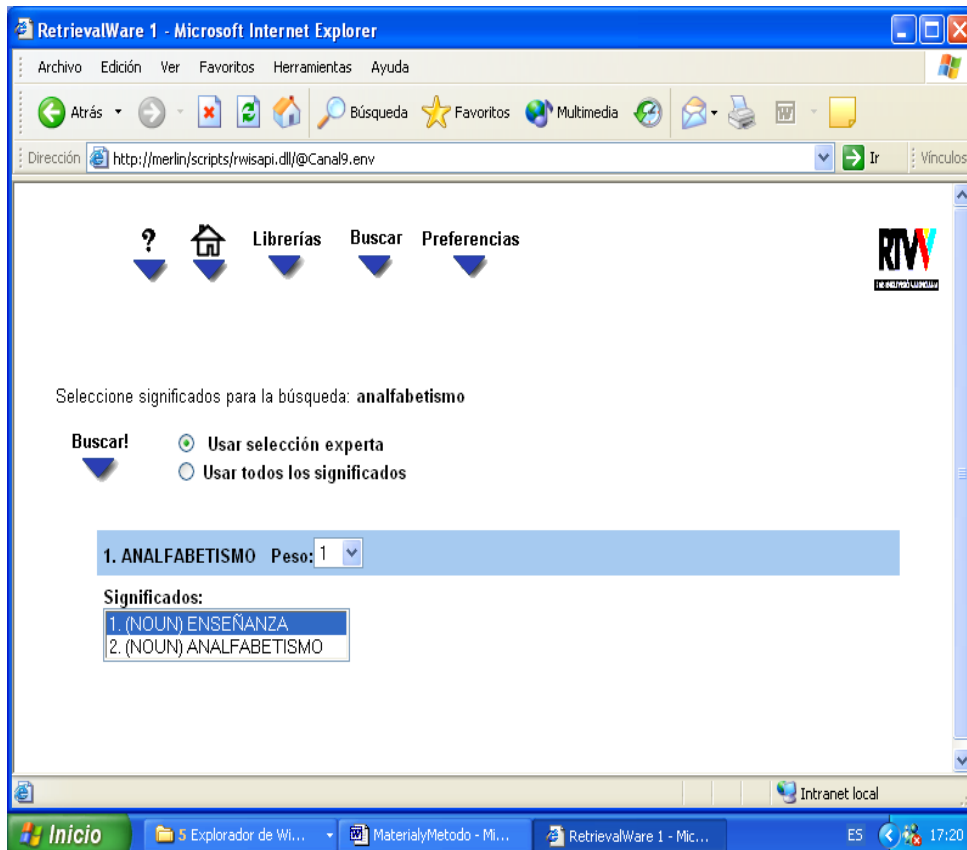 RetrievalWare 1 - Microsoft Internet Explorer
Archivo Edición Ver Favoritos Herramientas Ayuda
Atrás Búsqueda Favoritos Multimedia
Dirección http://merlin/scripts/rwisapi.dll/@Canal9.env Ir Vínculos
? Librerías Buscar Preferencias
RTVV
Seleccione significados para la búsqueda: analfabetismo
Buscar! Usar selección experta
Usar todos los significados
1. ANALFABETISMO Peso: 1
Significados:
1. (NOUN) ENSEÑANZA
2. (NOUN) ANALFABETISMO
Intranet local
Inicio 5 Explorador de Wi... MaterialyMetodo - Mi... RetrievalWare 1 - Mic... ES 17:20